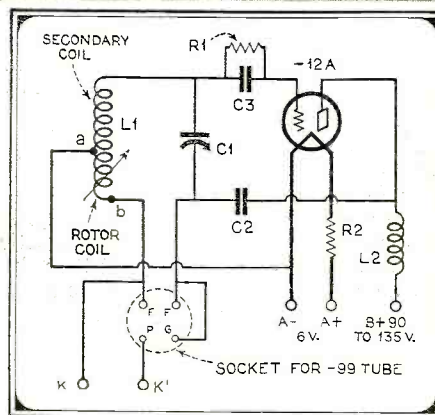 R1
SECONDARY
COIL
-12A
L1
C3
a
C1
C2
b
R2
ROTOR
COIL
L2
F F
P G
A-
A+
B+90
6 V.
TO 135 V.
SOCKET FOR -99 TUBE
K
K'